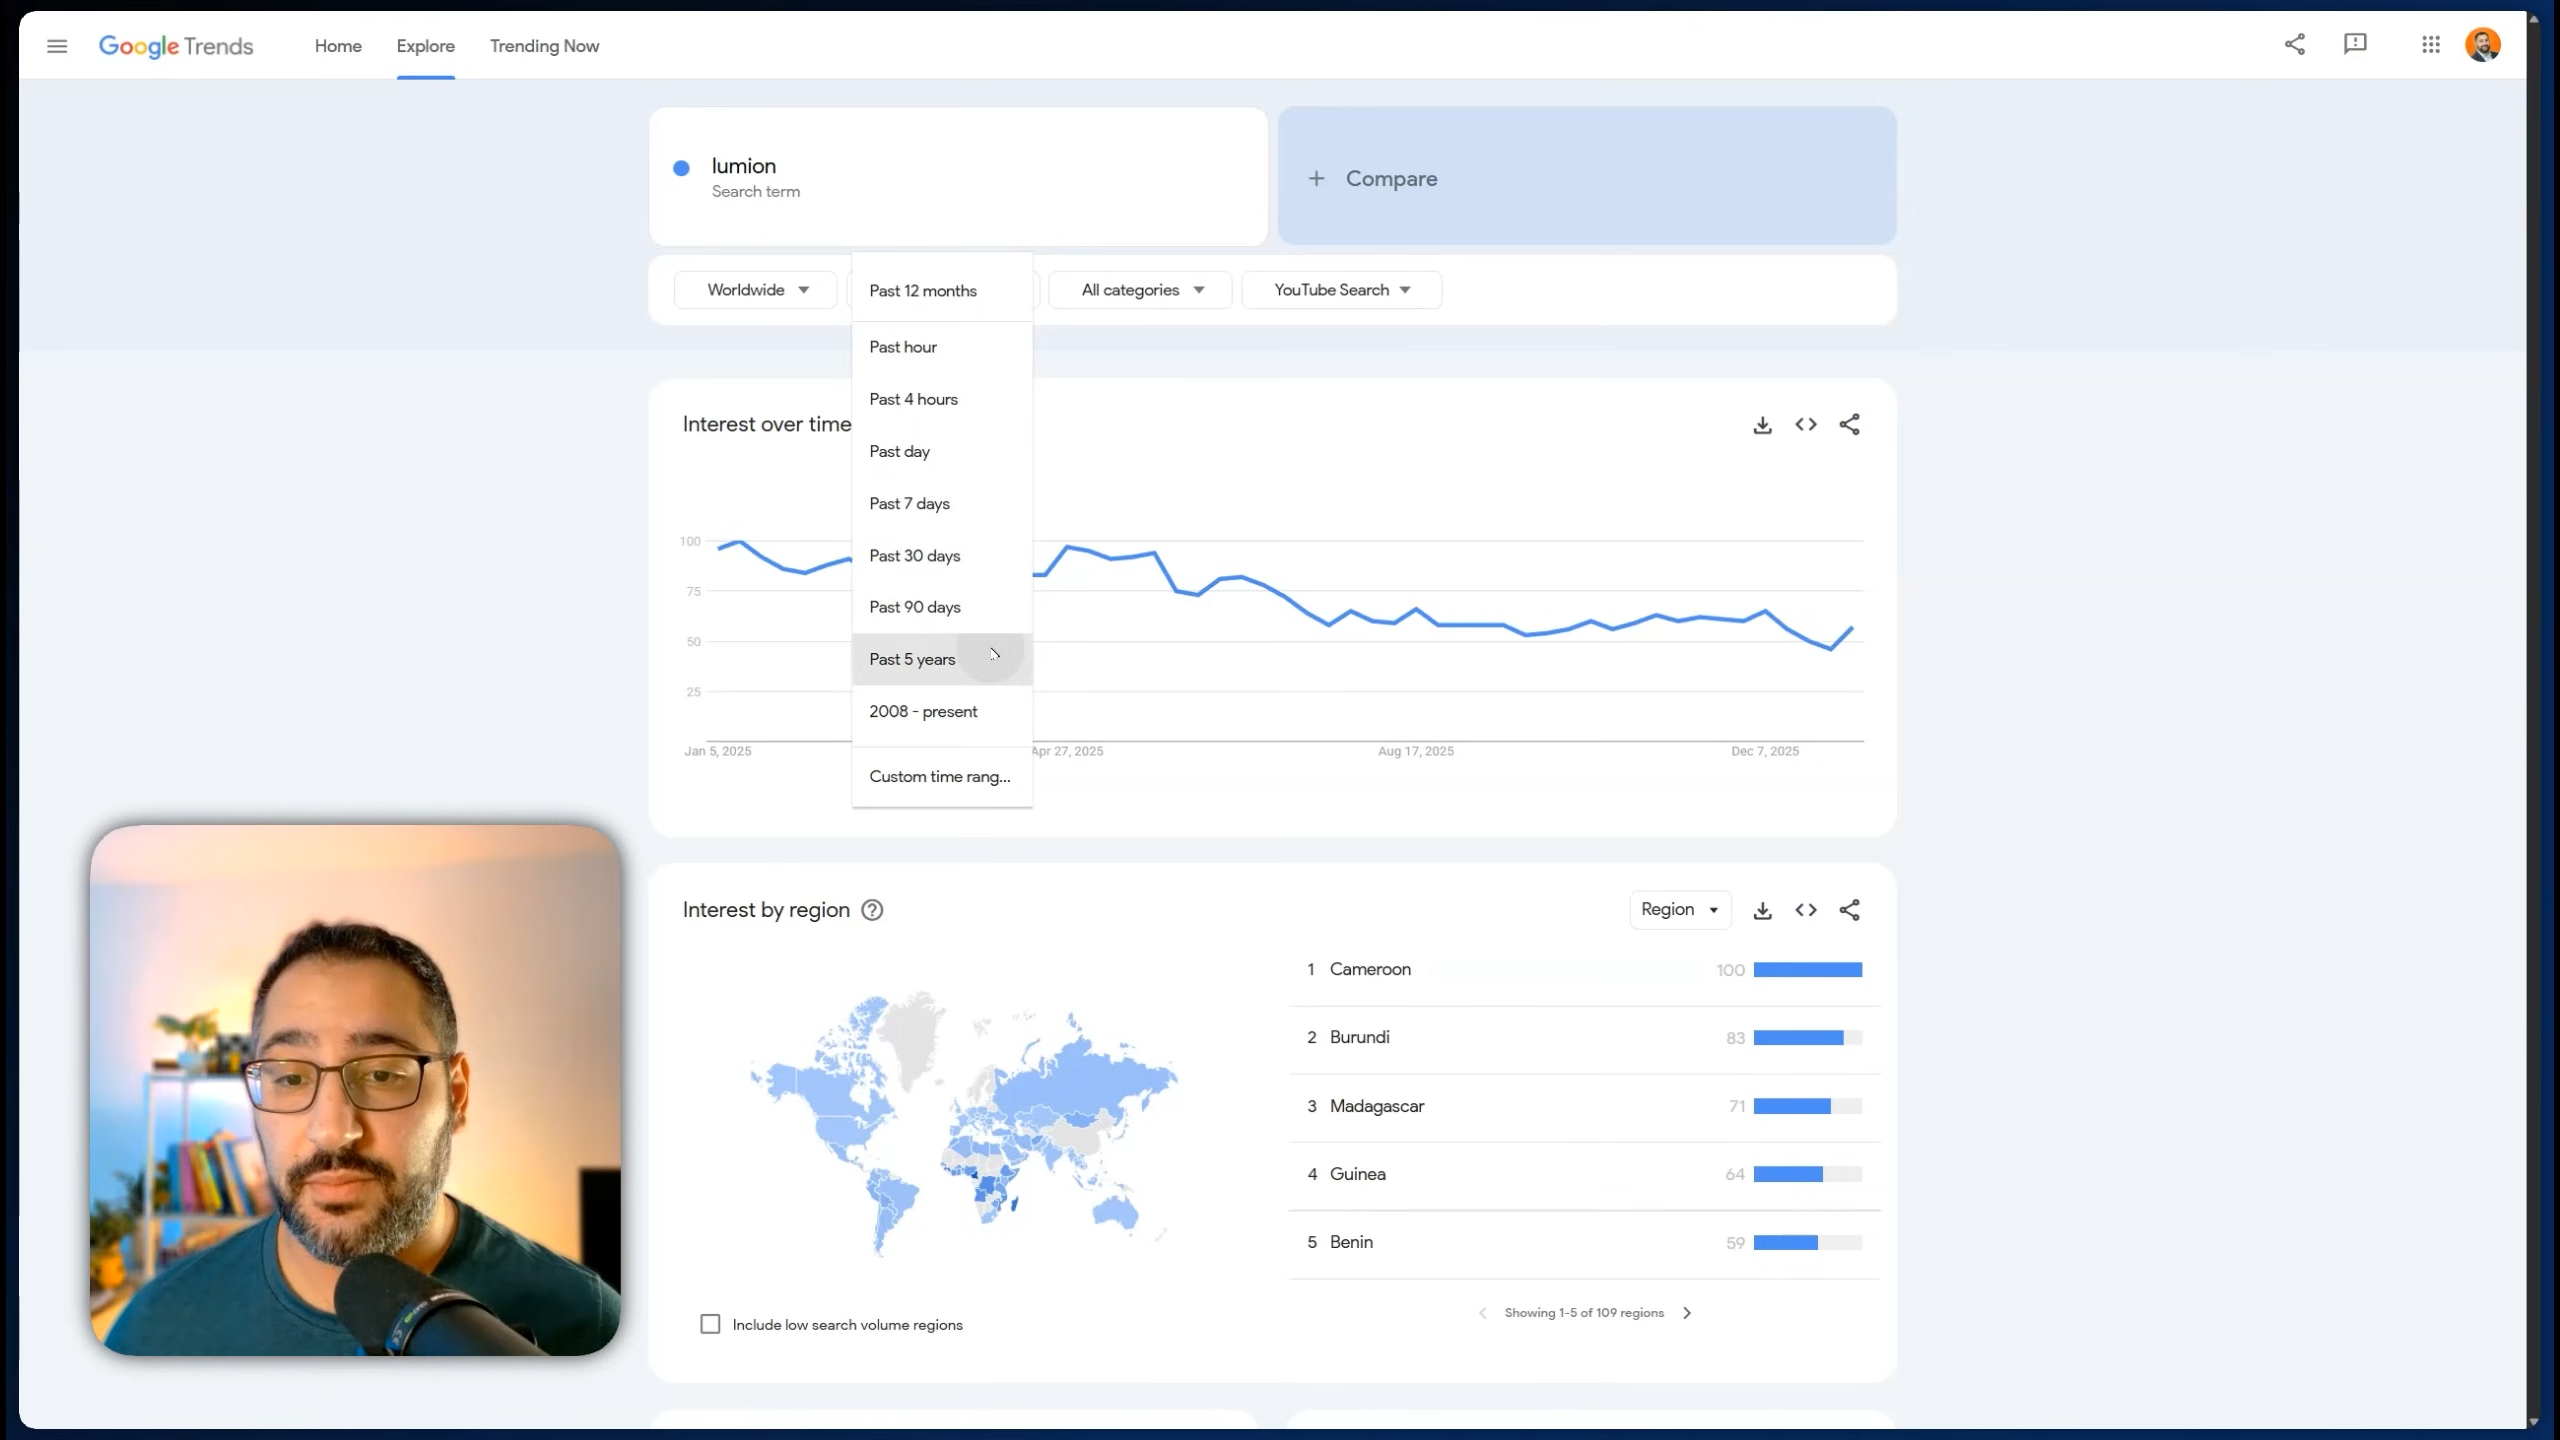 Google Trends
Home
Explore
Trending Now
lumion
Search term
+ Compare
Worldwide
Past 12 months
All categories
YouTube Search
Past hour
Past 4 hours
Past day
Past 7 days
Past 30 days
Past 90 days
Past 5 years
2008 - present
Custom time rang...
Interest over time
100
75
50
25
Jan 5, 2025
Apr 27, 2025
Aug 17, 2025
Dec 7, 2025
Interest by region
Region
1 Cameroon 100
2 Burundi 83
3 Madagascar 71
4 Guinea 64
5 Benin 59
Include low search volume regions
Showing 1-5 of 109 regions